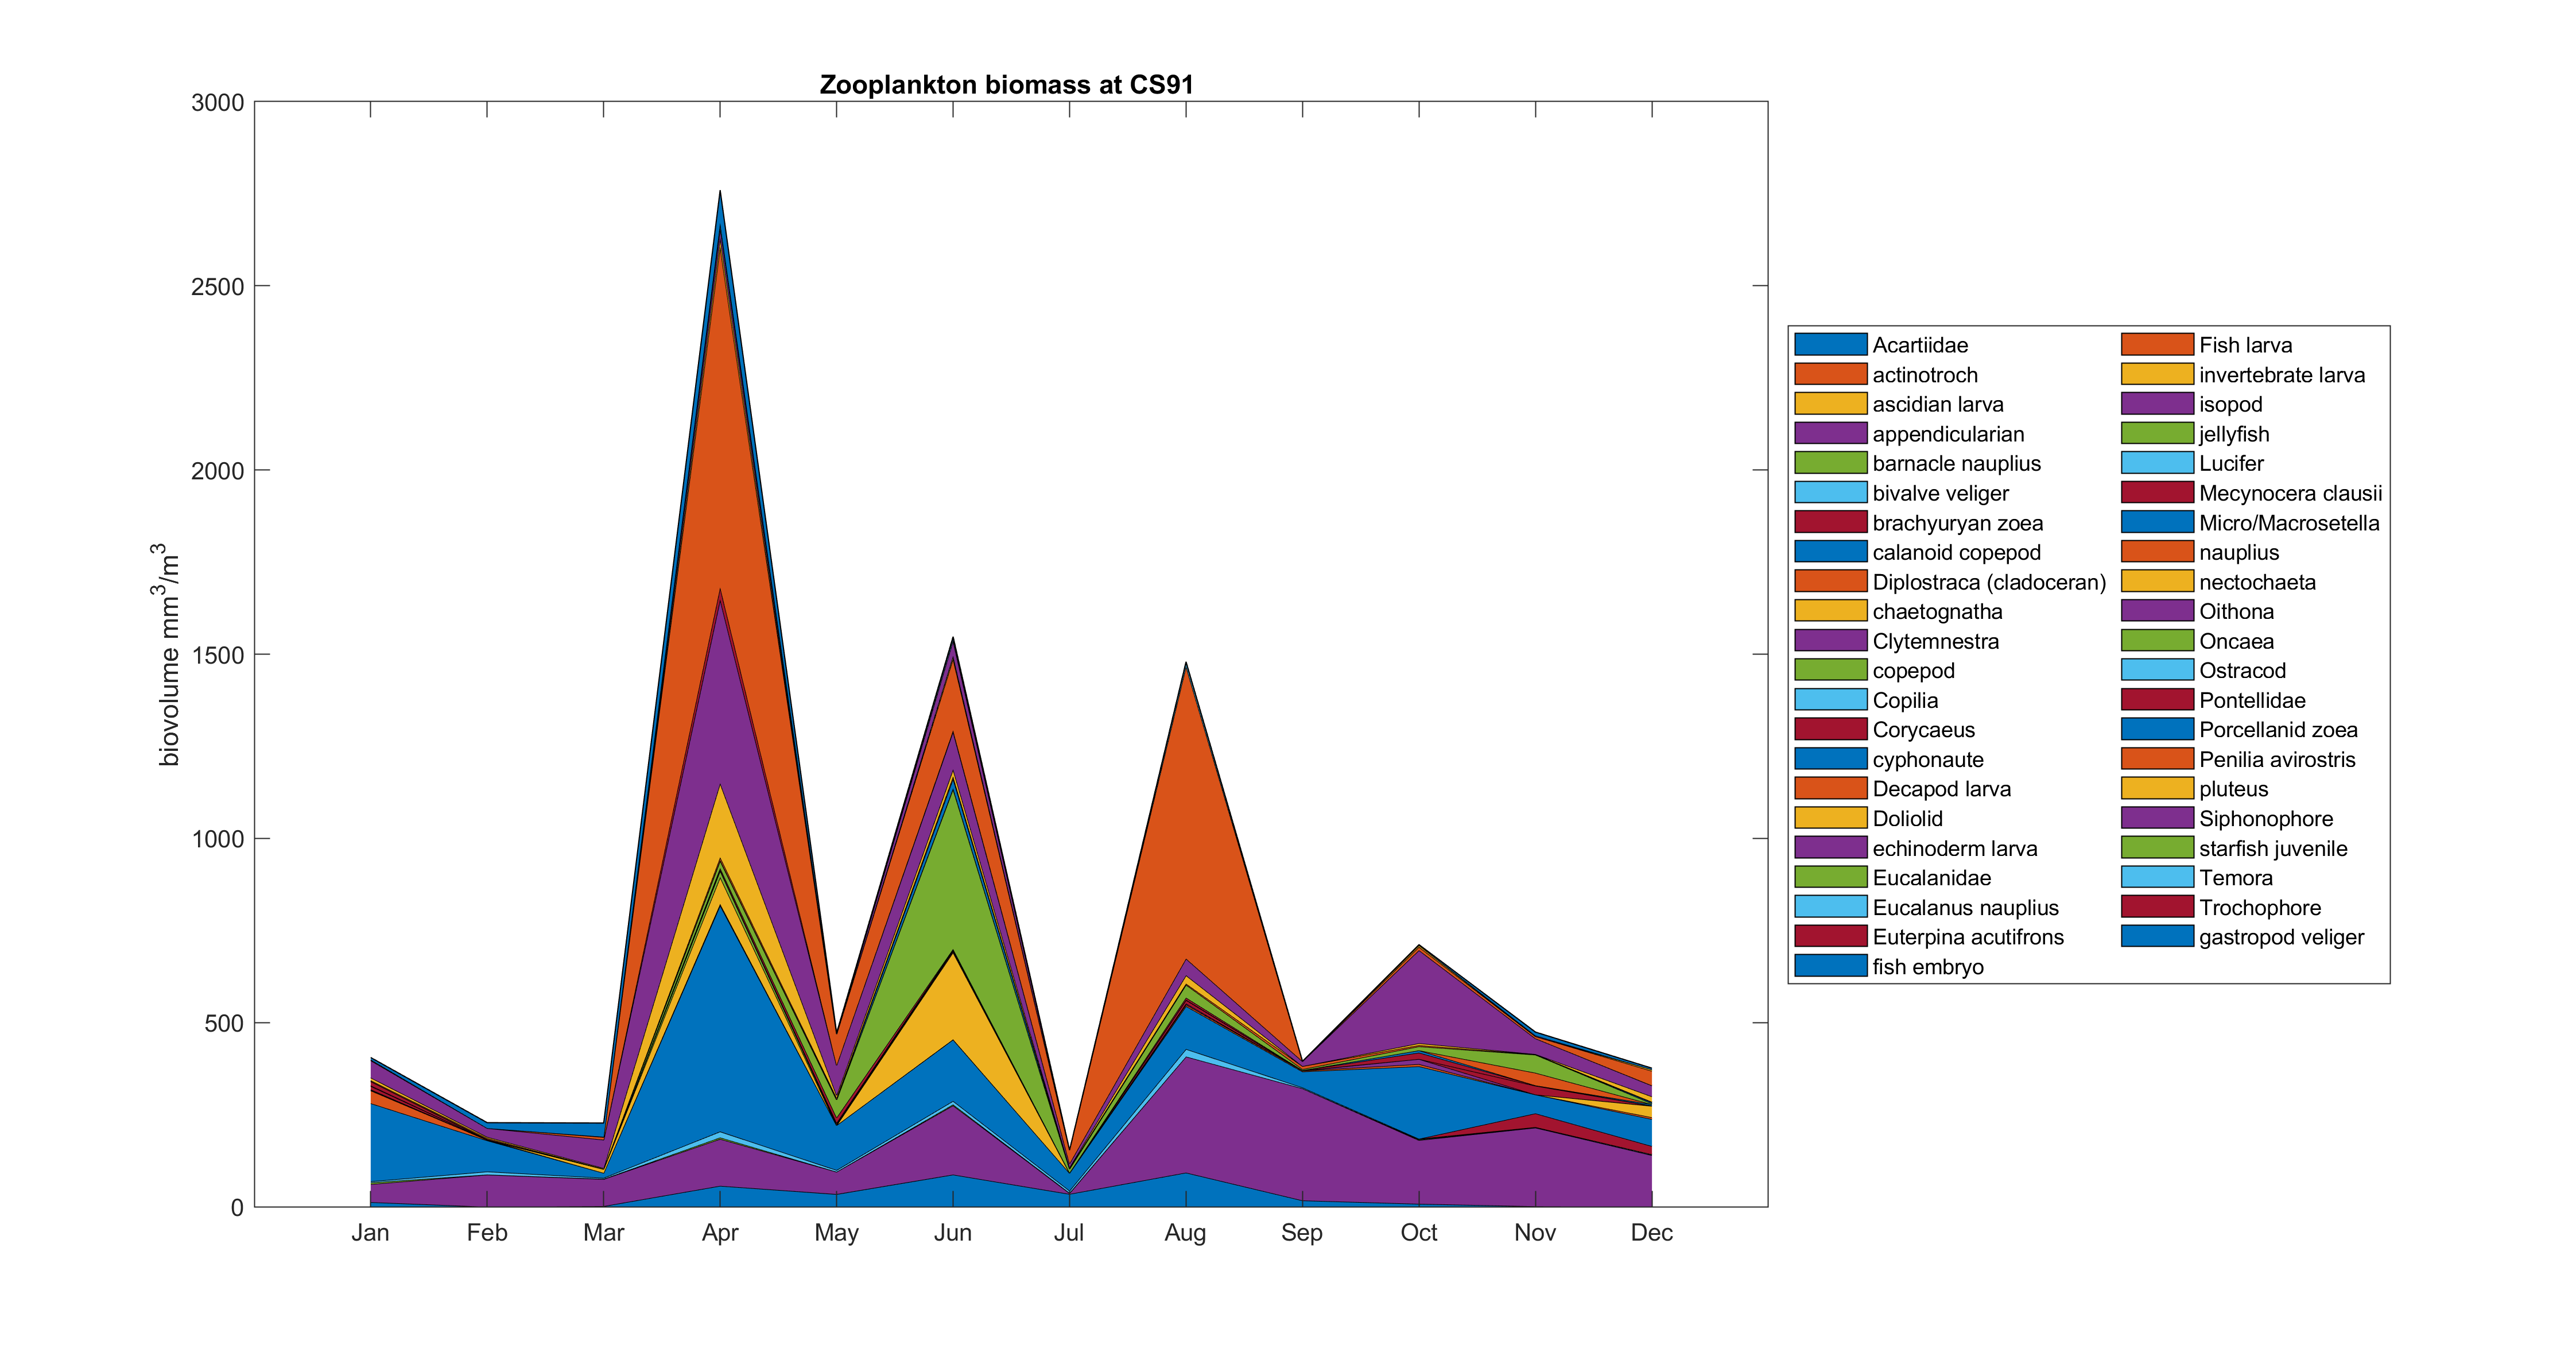 Zooplankton biomass at CS91
3000
2500
2000
1500
1000
500
0
biovolume mm3/m3
Jan Feb Mar Apr May Jun Jul Aug Sep Oct Nov Dec
Acartiidae
actinotroch
ascidian larva
appendicularian
barnacle nauplius
bivalve veliger
brachyuryan zoea
calanoid copepod
Diplostraca (cladoceran)
chaetognatha
Clytemnestra
copepod
Copilia
Corycaeus
cyphonaute
Decapod larva
Doliolid
echinoderm larva
Eucalanidae
Eucalanus nauplius
Euterpina acutifrons
fish embryo
Fish larva
invertebrate larva
isopod
jellyfish
Lucifer
Mecynocera clausii
Micro/Macrosetella
nauplius
nectochaeta
Oithona
Oncaea
Ostracod
Pontellidae
Porcellanid zoea
Penilia avirostris
pluteus
Siphonophore
starfish juvenile
Temora
Trochophore
gastropod veliger